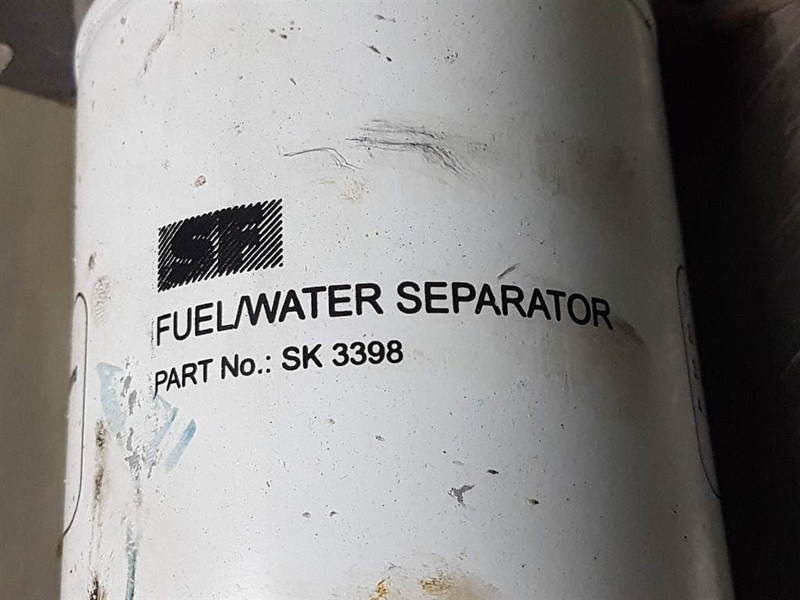 SF
FUEL/WATER SEPARATOR
PART No.: SK 3398